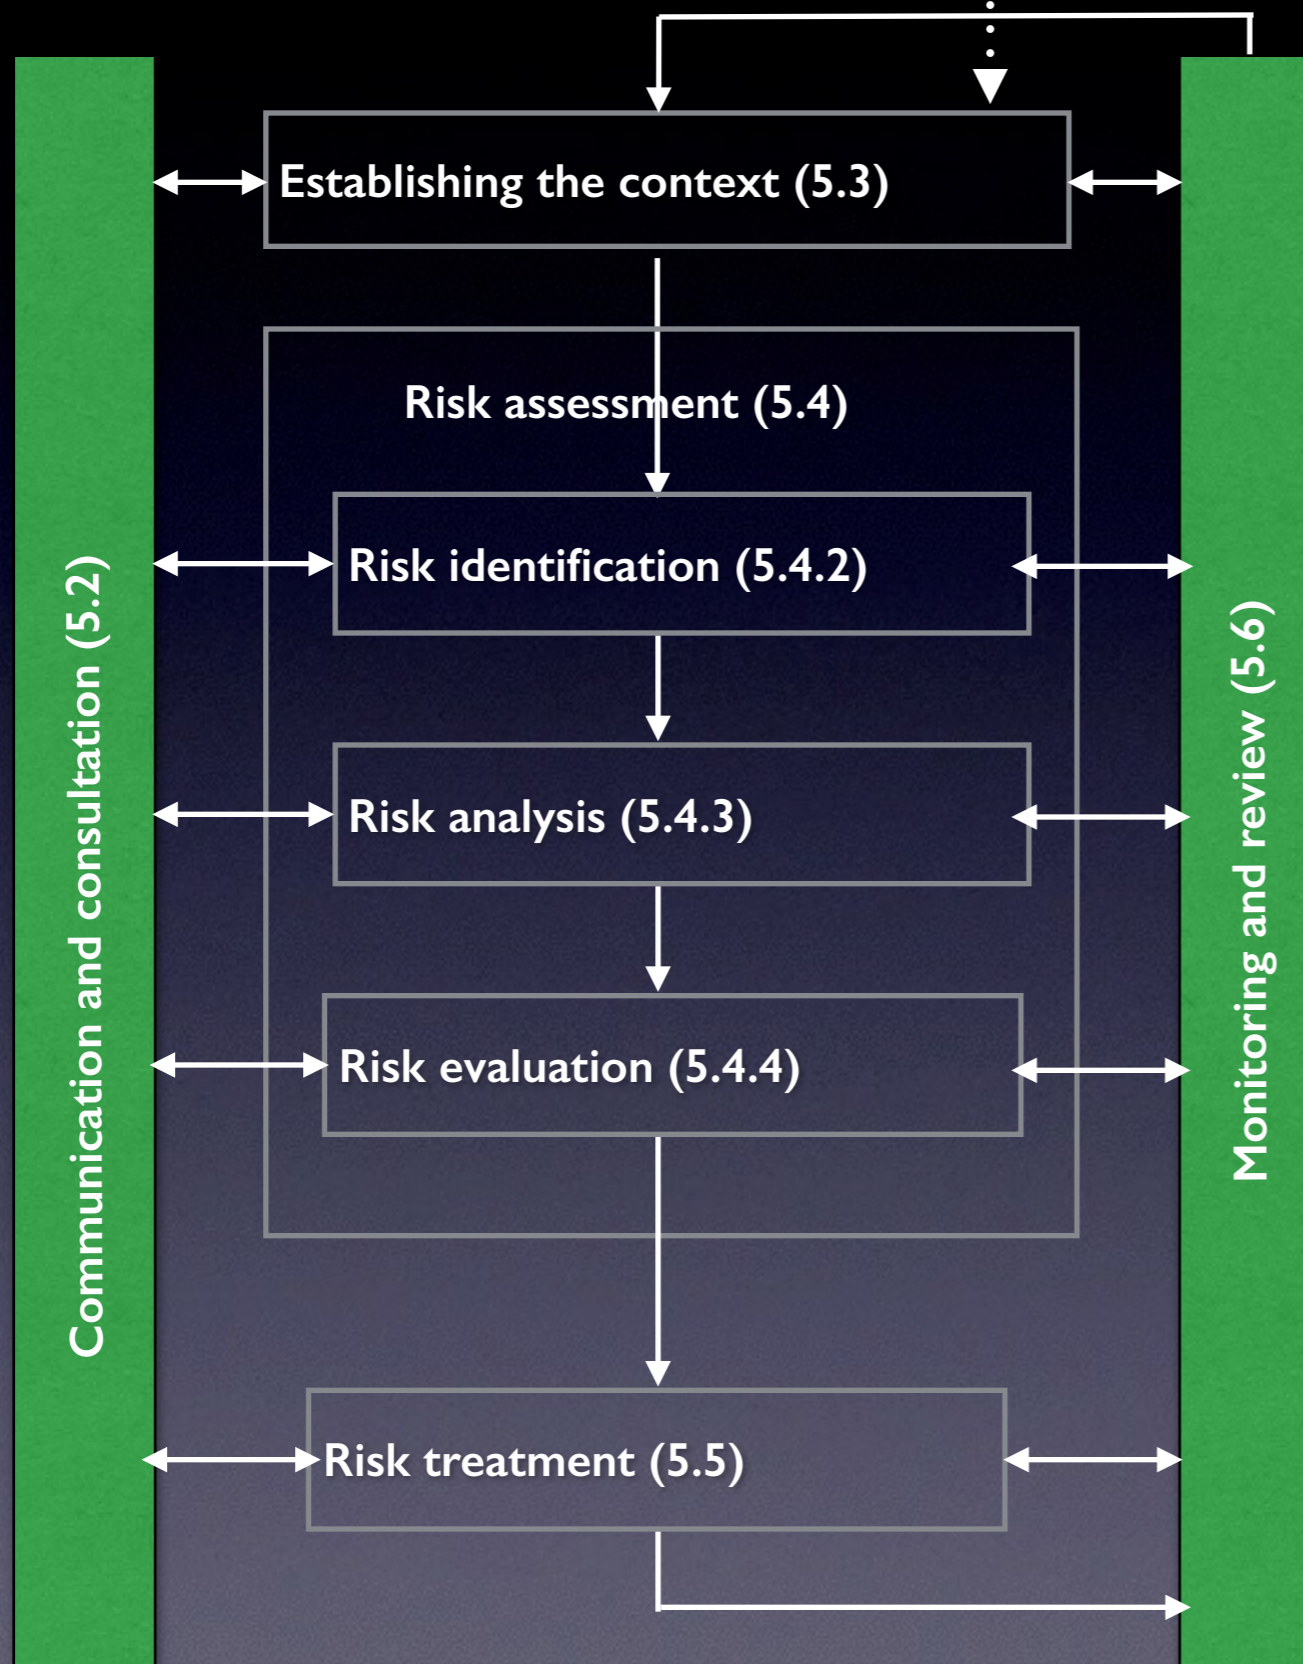 Establishing the context (5.3)
Risk assessment (5.4)
Risk identification (5.4.2)
Risk analysis (5.4.3)
Risk evaluation (5.4.4)
Risk treatment (5.5)
Communication and consultation (5.2)
Monitoring and review (5.6)